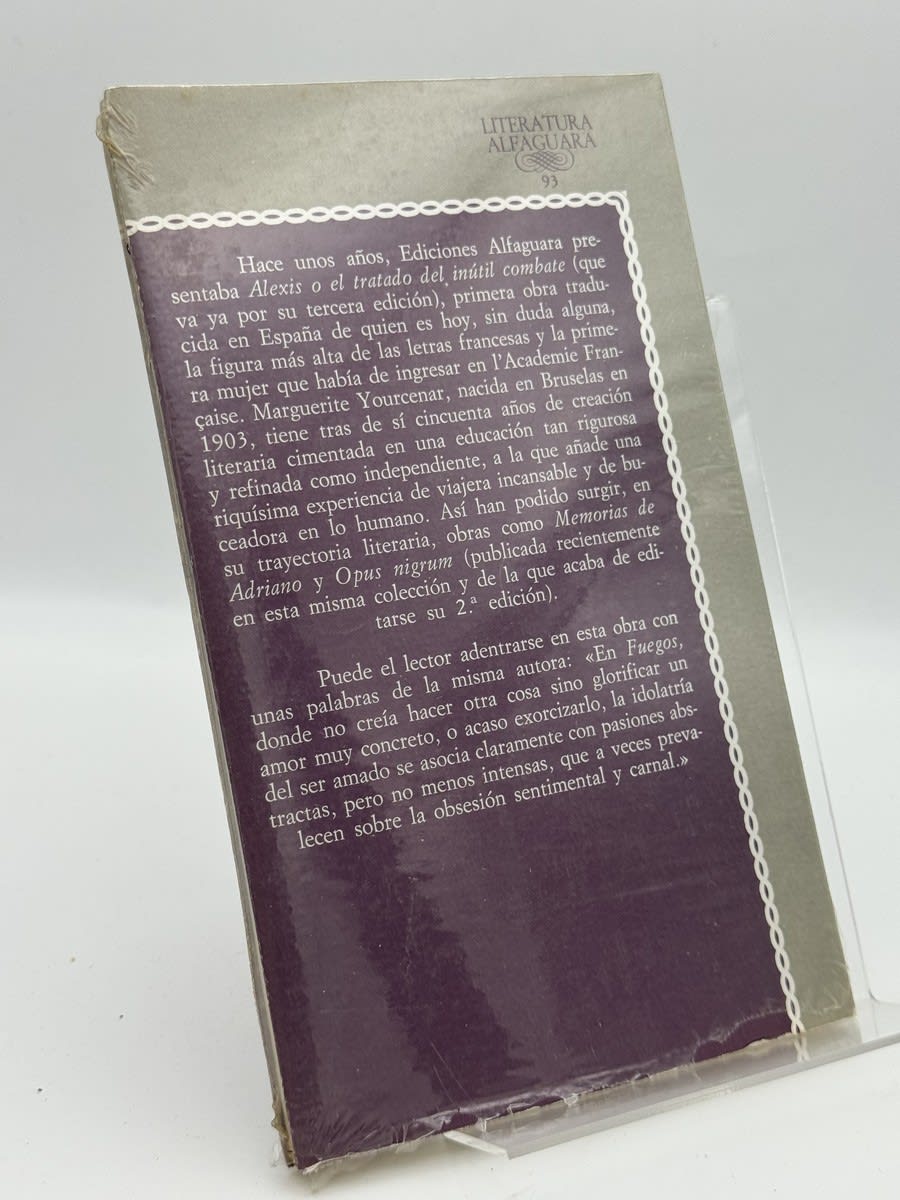 LITERATURA
ALFAGUARA
93
Hace unos años, Ediciones Alfaguara pre-
sentaba Alexis o el tratado del inútil combate (que
va ya por su tercera edición), primera obra tradu-
cida en España de quien es hoy, sin duda alguna,
la figura más alta de las letras francesas y la prime-
ra mujer que había de ingresar en l'Academie Fran-
çaise. Marguerite Yourcenar, nacida en Bruselas en
1903, tiene tras de sí cincuenta años de creación
literaria cimentada en una educación tan rigurosa
y refinada como independiente, a la que añade una
riquísima experiencia de viajera incansable y de bu-
ceadora en lo humano. Así han podido surgir, en
su trayectoria literaria, obras como Memorias de
Adriano y Opus nigrum (publicada recientemente
en esta misma colección y de la que acaba de edi-
tarse su 2.ª edición).
Puede el lector adentrarse en esta obra con
unas palabras de la misma autora: «En Fuegos,
donde no creía hacer otra cosa sino glorificar un
amor muy concreto, o acaso exorcizarlo, la idolatría
del ser amado se asocia claramente con pasiones abs-
tractas, pero no menos intensas, que a veces preva-
lecen sobre la obsesión sentimental y carnal.»